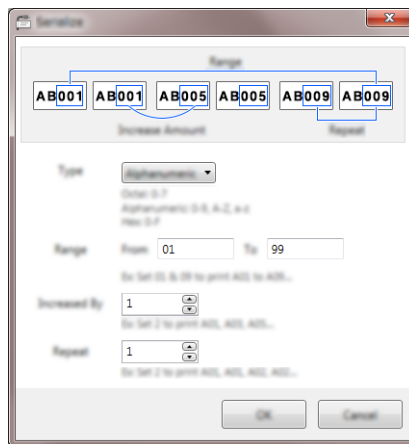 Serialize
Range
AB001 AB001 AB005 AB005 AB009 AB009
Increase Amount Repeat
Type Alphanumeric
Octal 0-7
Alphanumeric 0-9, A-Z, a-z
Hex 0-F
Range From 01 To 99
Ex: Set 01 & 09 to print A01 to A09...
Increased By 1
Ex: Set 2 to print A01, A03, A05...
Repeat 1
Ex: Set 2 to print A01, A01, A02, A02...
OK Cancel